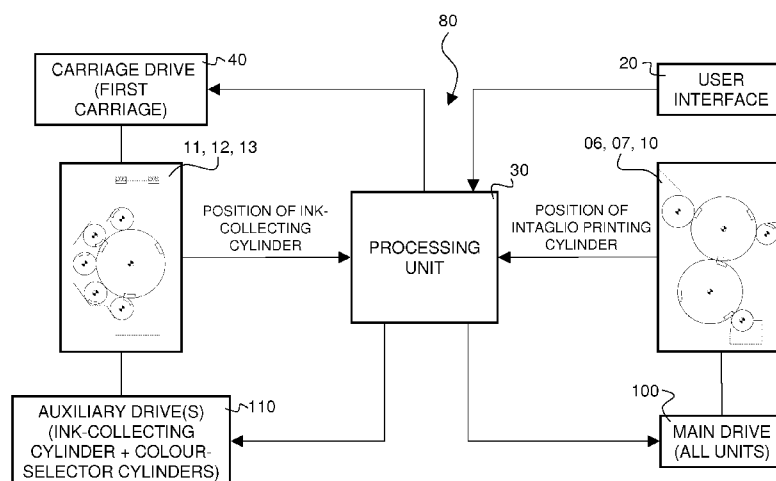 80
40
CARRIAGE DRIVE
(FIRST
CARRIAGE)
20
USER
INTERFACE
11, 12, 13
06, 07, 10
30
POSITION OF INK-
COLLECTING
CYLINDER
PROCESSING
UNIT
POSITION OF
INTAGLIO PRINTING
CYLINDER
110
AUXILIARY DRIVE(S)
(INK-COLLECTING
CYLINDER + COLOUR-
SELECTOR CYLINDERS)
100
MAIN DRIVE
(ALL UNITS)